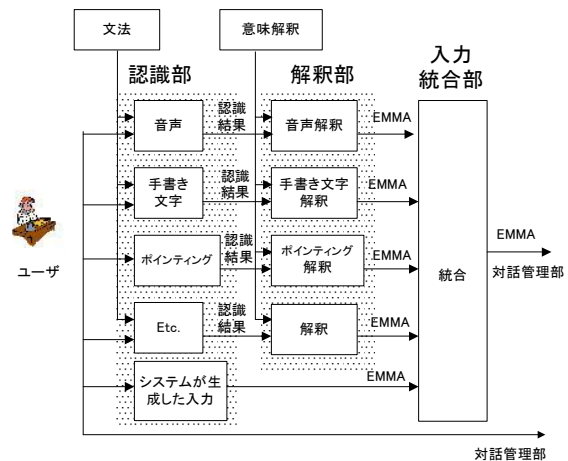 文法
意味解釈
入力
統合部
認識部
解釈部
音声
認識
結果
音声解釈
EMMA
手書き
文字
認識
結果
手書き文字
解釈
EMMA
ユーザ
ポインティング
認識
結果
ポインティング
解釈
EMMA
統合
EMMA
対話管理部
Etc.
認識
結果
解釈
EMMA
システムが生
成した入力
EMMA
対話管理部